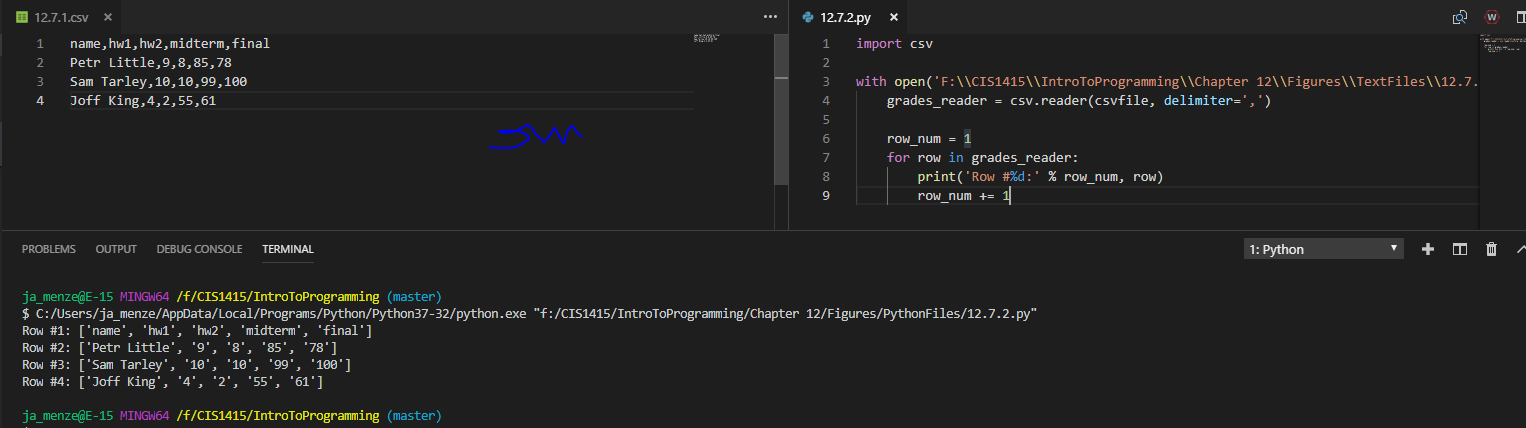 12.7.1.csv
1 name,hw1,hw2,midterm,final
2 Petr Little,9,8,85,78
3 Sam Tarley,10,10,99,100
4 Joff King,4,2,55,61
12.7.2.py
1 import csv
2
3 with open('F:\\CIS1415\\IntroToProgramming\\Chapter 12\\Figures\\TextFiles\\12.7.
4 grades_reader = csv.reader(csvfile, delimiter=',')
5
6 row_num = 1
7 for row in grades_reader:
8 print('Row #%d:' % row_num, row)
9 row_num += 1
PROBLEMS OUTPUT DEBUG CONSOLE TERMINAL 1: Python
ja_menze@E-15 MINGW64 /f/CIS1415/IntroToProgramming (master)
$ C:/Users/ja_menze/AppData/Local/Programs/Python/Python37-32/python.exe "f:/CIS1415/IntroToProgramming/Chapter 12/Figures/PythonFiles/12.7.2.py"
Row #1: ['name', 'hw1', 'hw2', 'midterm', 'final']
Row #2: ['Petr Little', '9', '8', '85', '78']
Row #3: ['Sam Tarley', '10', '10', '99', '100']
Row #4: ['Joff King', '4', '2', '55', '61']
ja_menze@E-15 MINGW64 /f/CIS1415/IntroToProgramming (master)